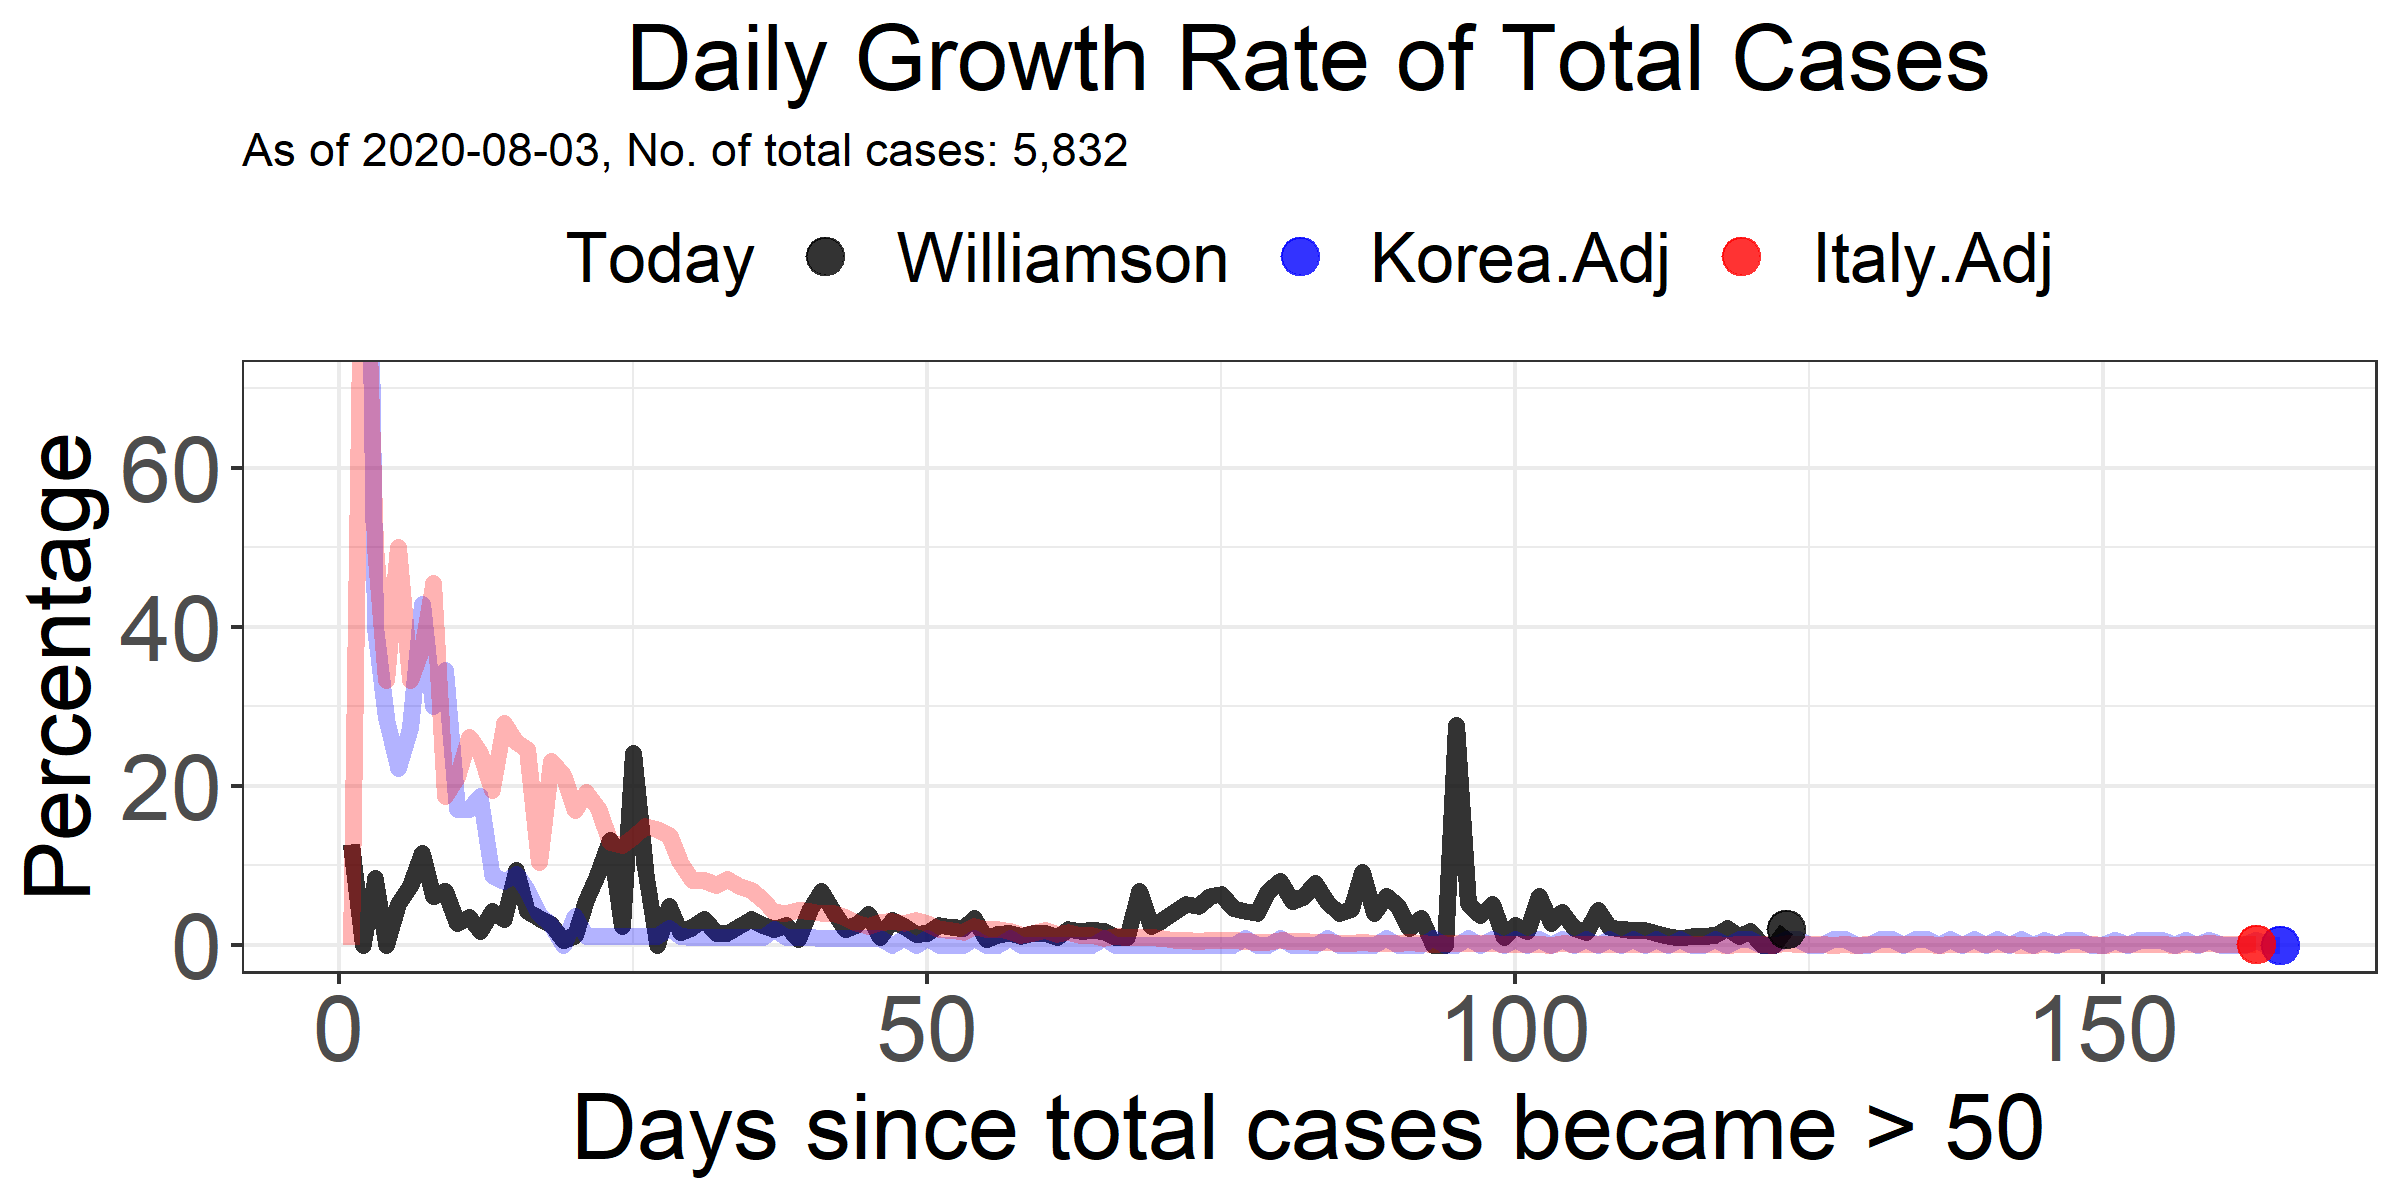 Daily Growth Rate of Total Cases
As of 2020-08-03, No. of total cases: 5,832
Today Williamson Korea.Adj Italy.Adj
Percentage
60
40
20
0
0 50 100 150
Days since total cases became > 50